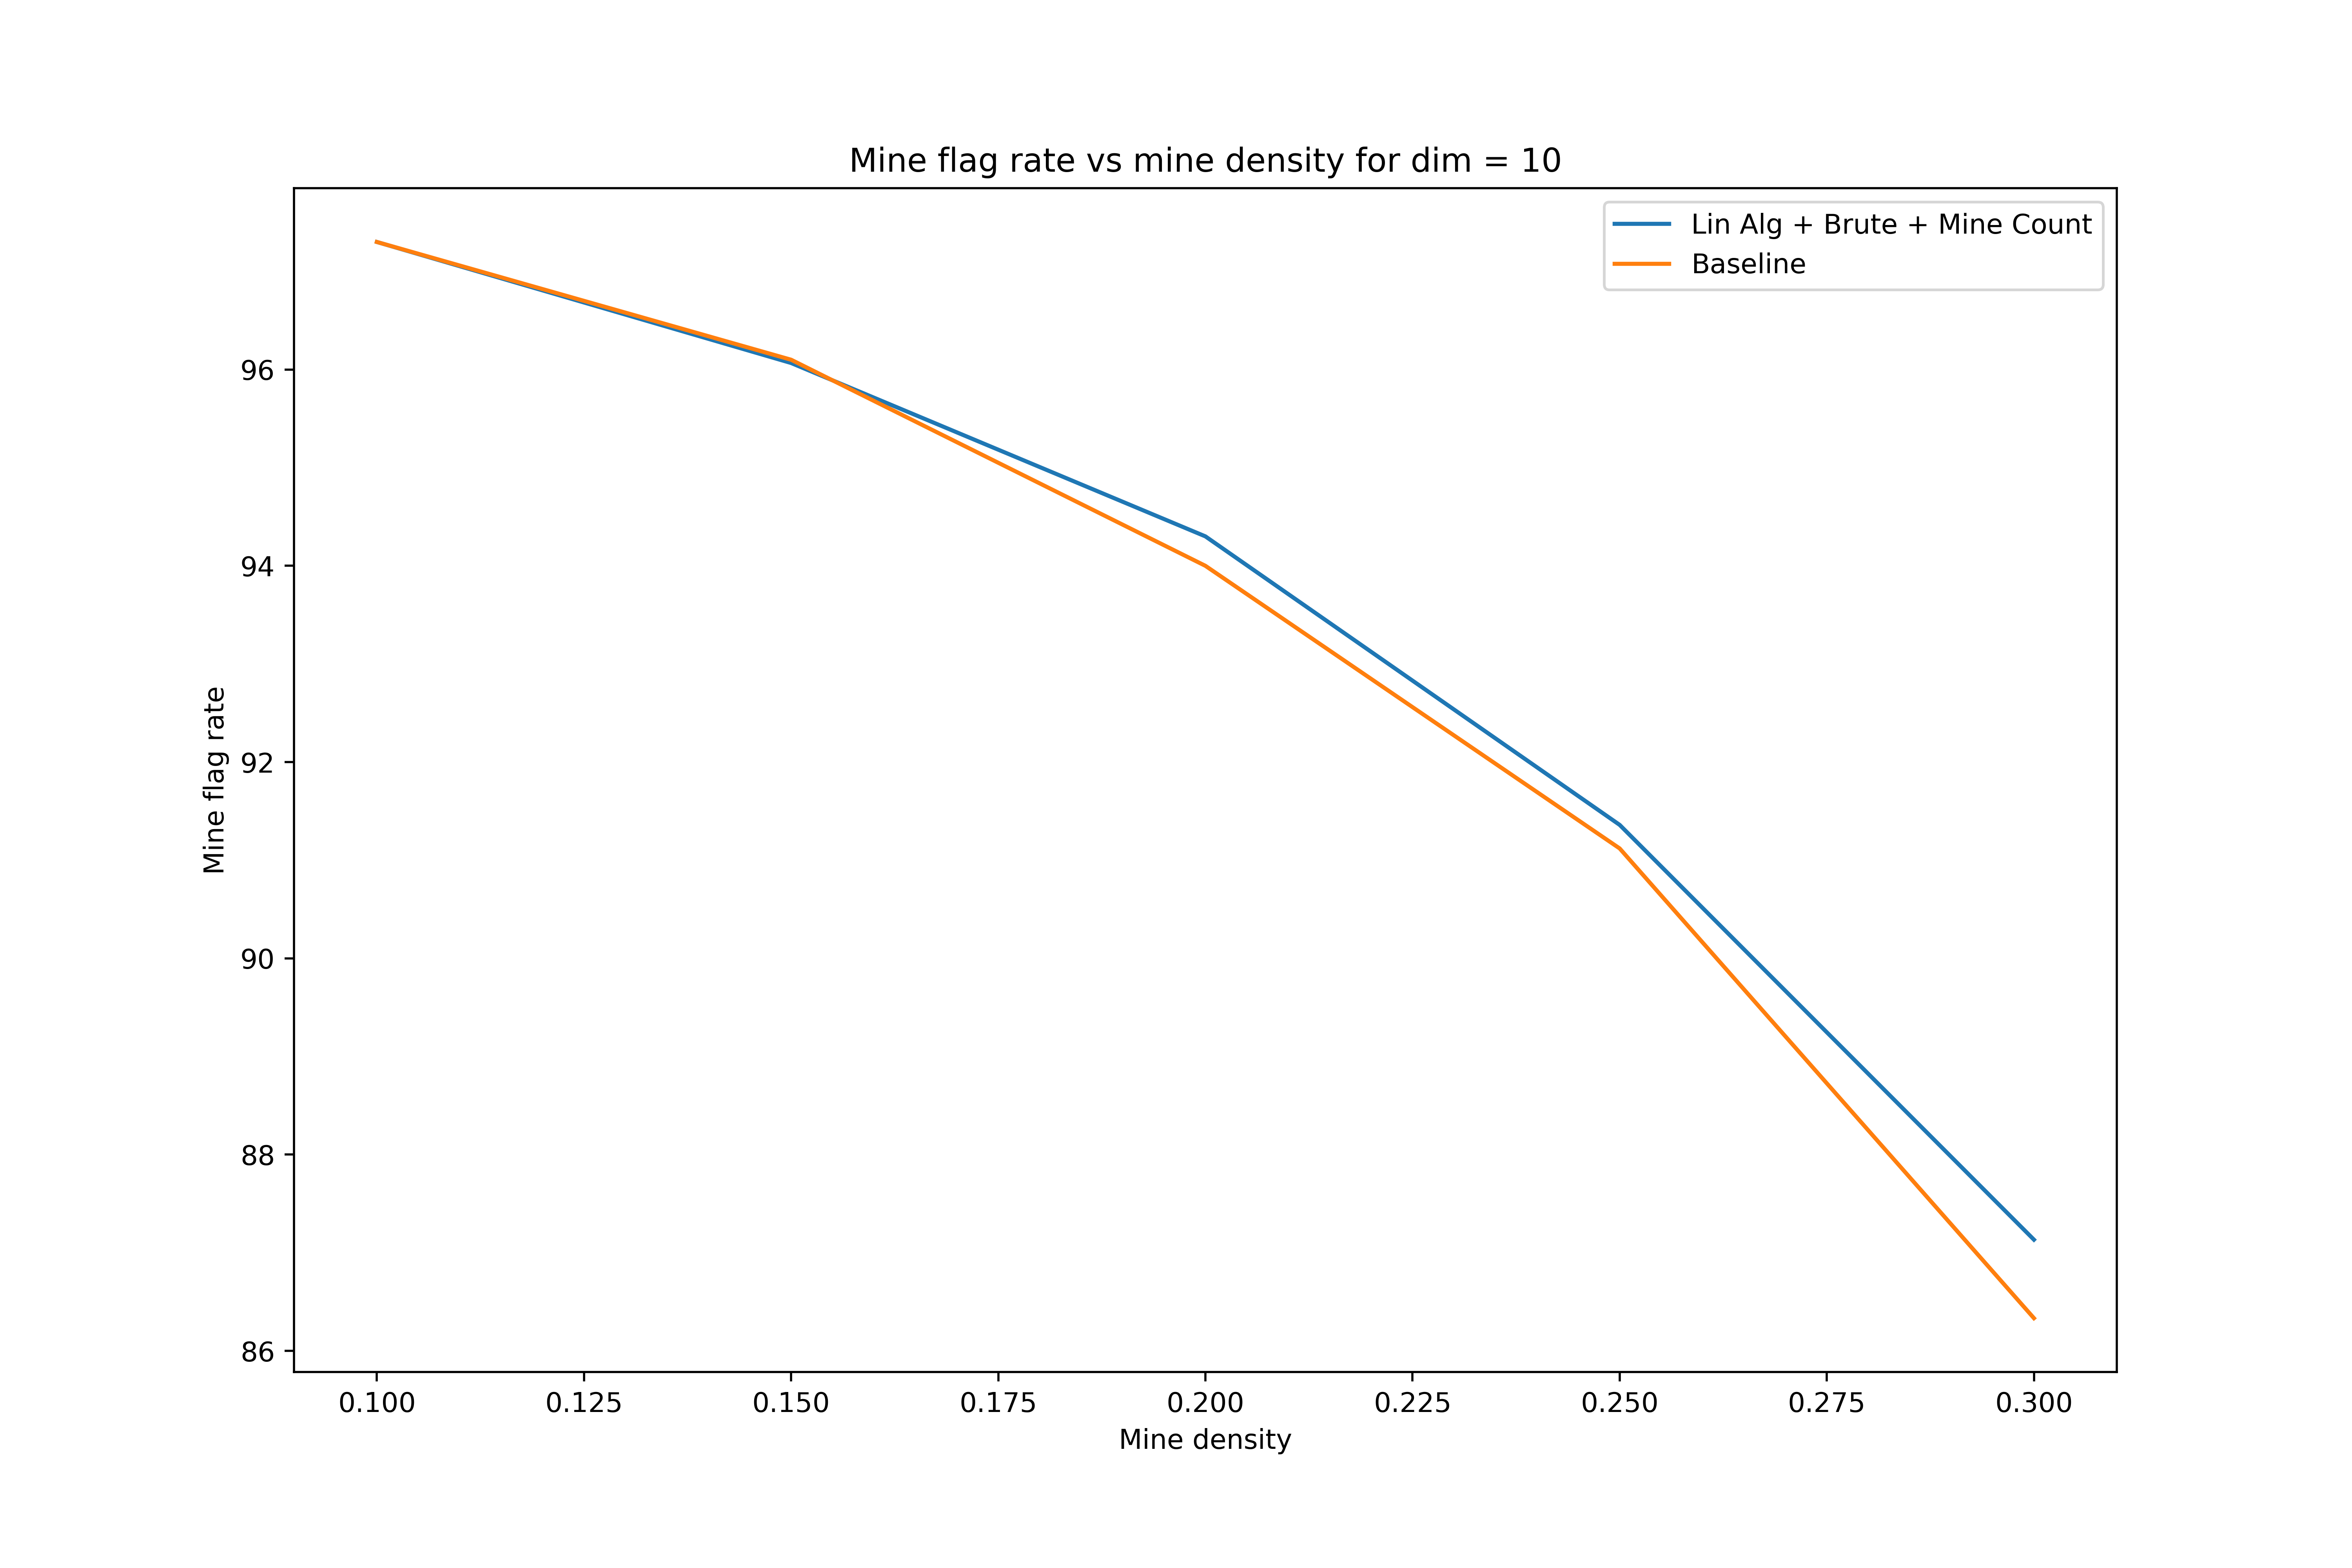 Mine flag rate vs mine density for dim = 10
Lin Alg + Brute + Mine Count
Baseline
Mine flag rate
96
94
92
90
88
86
0.100 0.125 0.150 0.175 0.200 0.225 0.250 0.275 0.300
Mine density